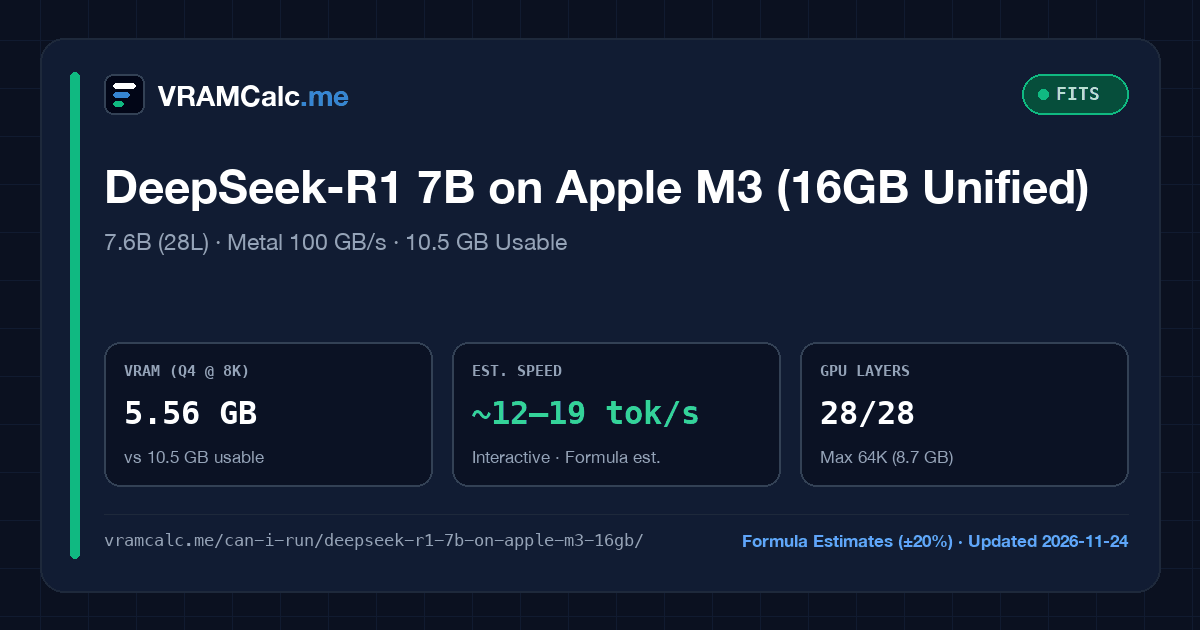 VRAMCalc.me
FITS
DeepSeek-R1 7B on Apple M3 (16GB Unified)
7.6B (28L) · Metal 100 GB/s · 10.5 GB Usable
VRAM (Q4 @ 8K)
5.56 GB
vs 10.5 GB usable
EST. SPEED
~12–19 tok/s
Interactive · Formula est.
GPU LAYERS
28/28
Max 64K (8.7 GB)
vramcalc.me/can-i-run/deepseek-r1-7b-on-apple-m3-16gb/
Formula Estimates (±20%) · Updated 2026-11-24